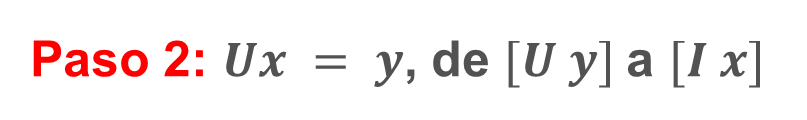 Paso 2: Ux = y, de [U y] a [I x]